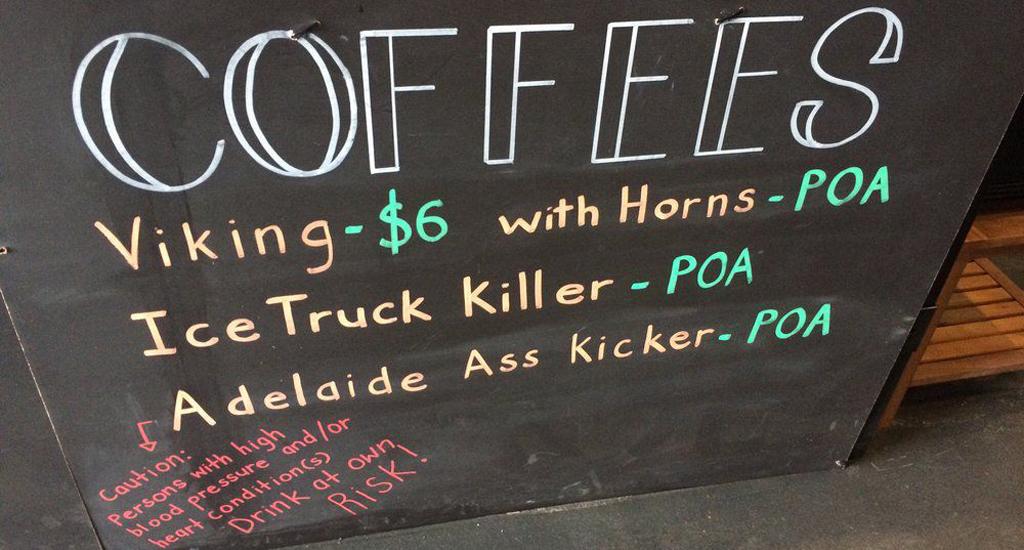 COFFEES
Viking - $6 with Horns - POA
Ice Truck Killer - POA
Adelaide Ass Kicker - POA
Caution:
Persons with high
blood pressure and/or
heart condition(s)
Drink at own
RISK!